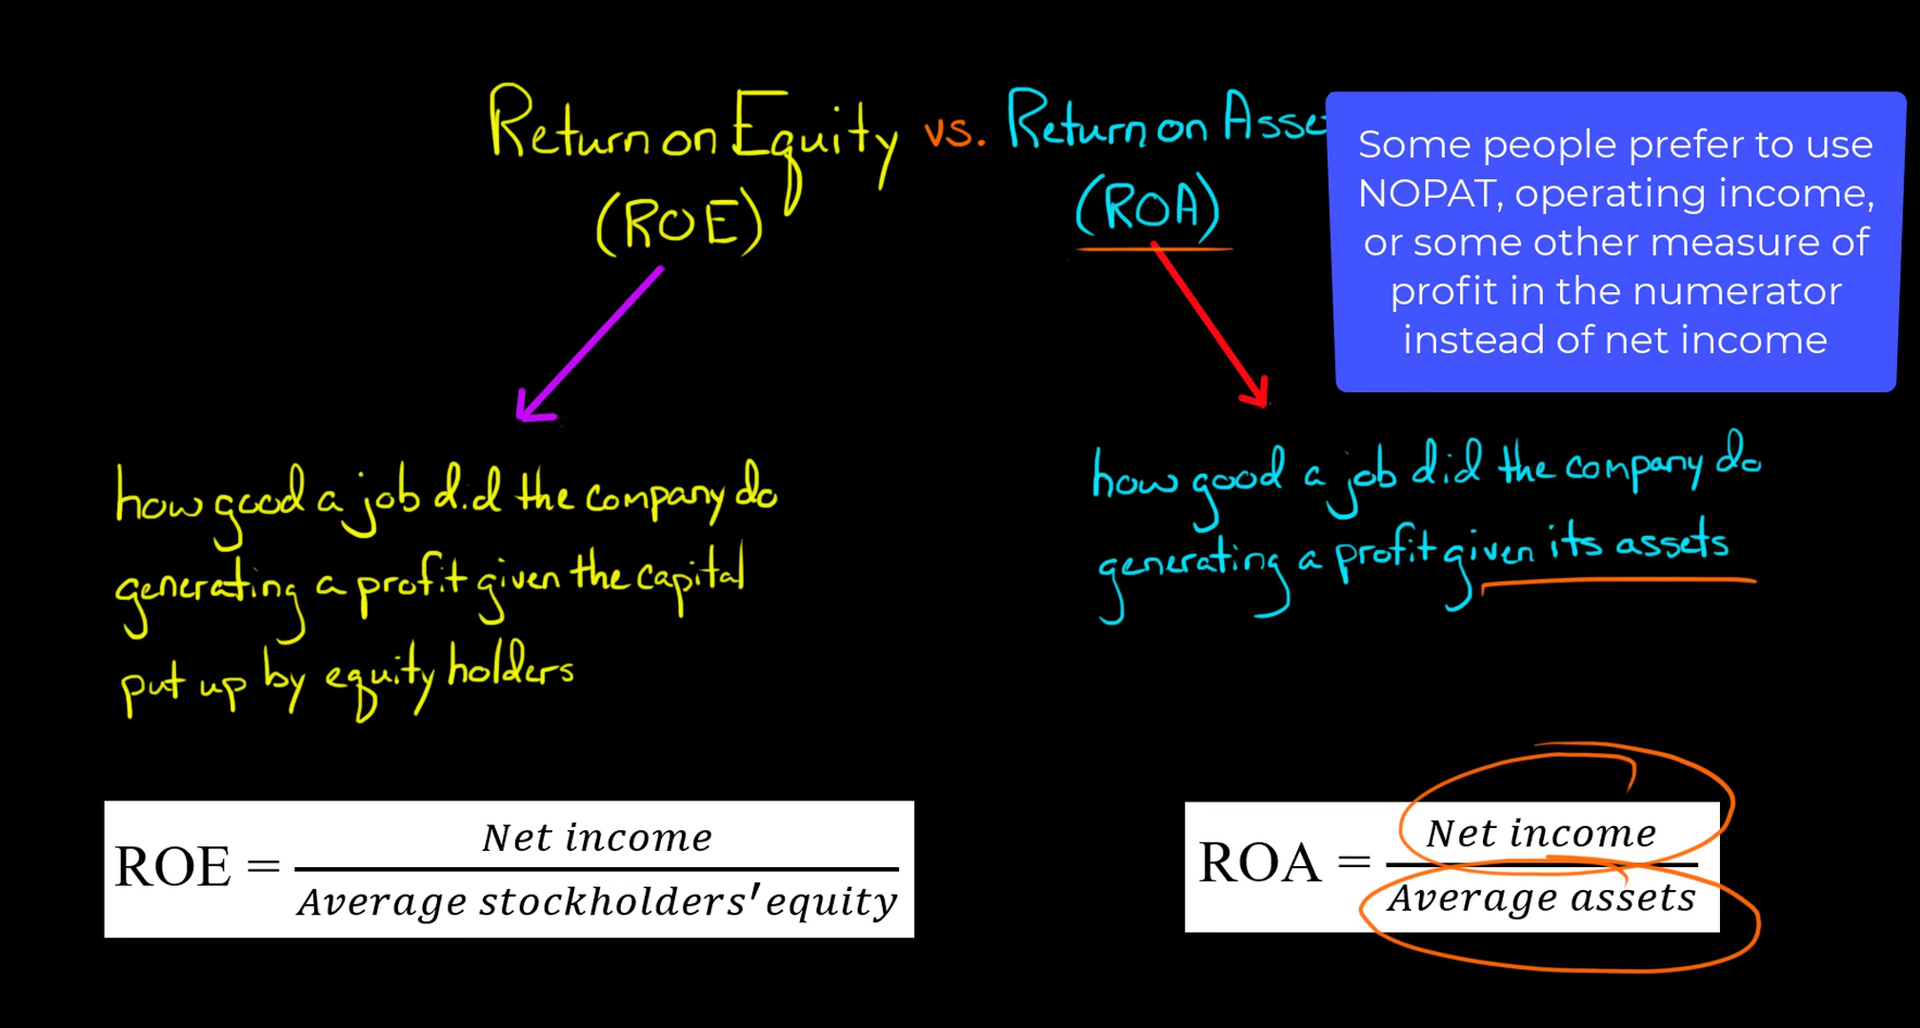 Return on Equity vs. Return on Asse
(ROE)
(ROA)
Some people prefer to use
NOPAT, operating income,
or some other measure of
profit in the numerator
instead of net income
how good a job did the company do
generating a profit given the capital
put up by equity holders
how good a job did the company do
generating a profit given its assets
ROE = Net income
Average stockholders' equity
ROA = Net income
Average assets